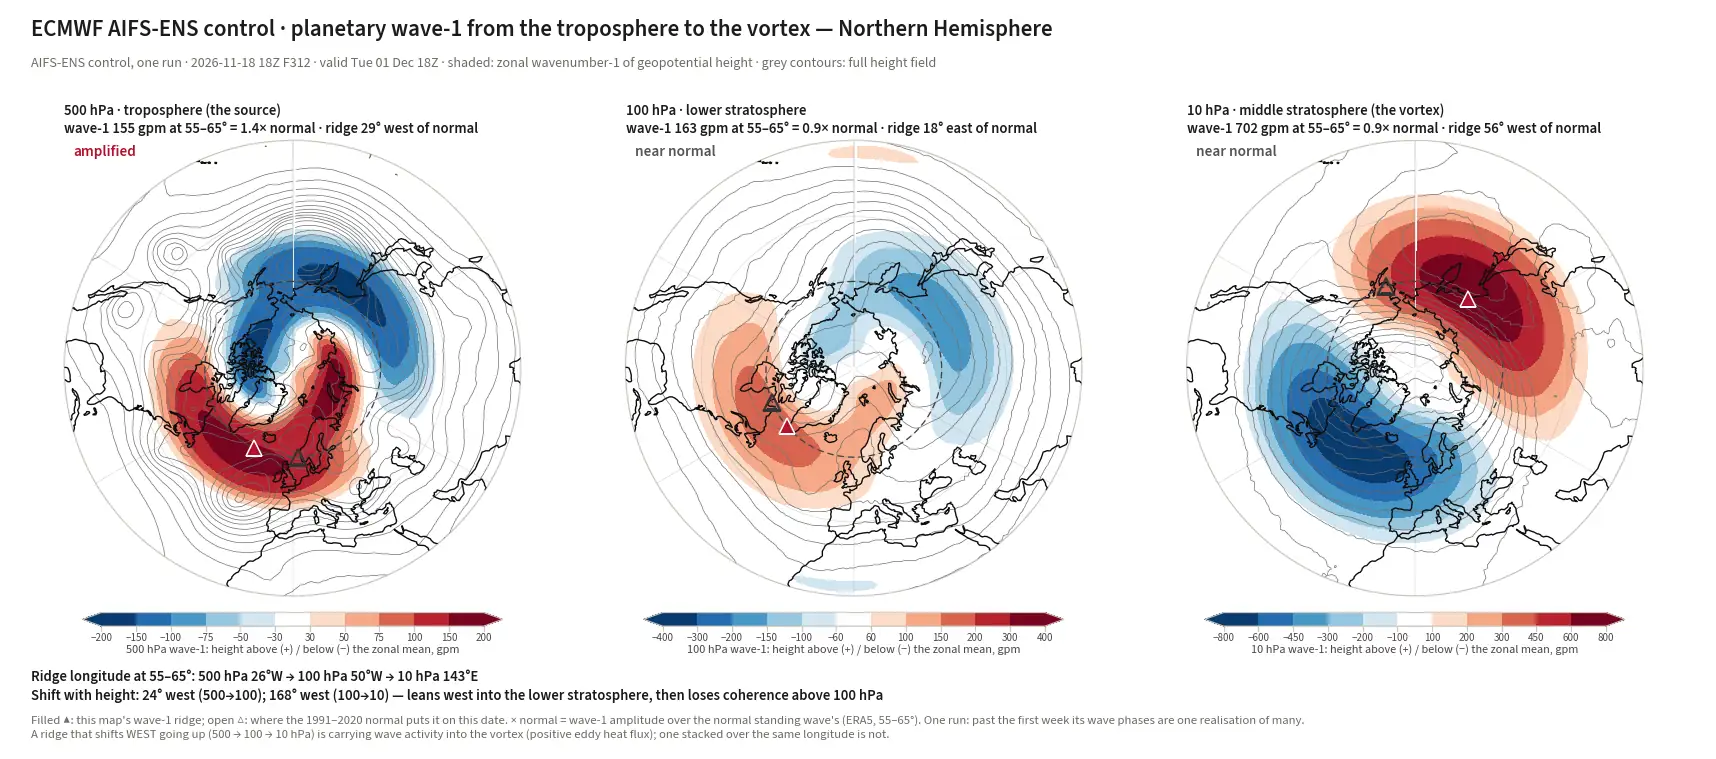 ECMWF AIFS-ENS control · planetary wave-1 from the troposphere to the vortex — Northern Hemisphere
AIFS-ENS control, one run · 2026-11-18 18Z F312 · valid Tue 01 Dec 18Z · shaded: zonal wavenumber-1 of geopotential height · grey contours: full height field
500 hPa · troposphere (the source)
wave-1 155 gpm at 55–65° = 1.4× normal · ridge 29° west of normal
amplified
100 hPa · lower stratosphere
wave-1 163 gpm at 55–65° = 0.9× normal · ridge 18° east of normal
near normal
10 hPa · middle stratosphere (the vortex)
wave-1 702 gpm at 55–65° = 0.9× normal · ridge 56° west of normal
near normal
−200 −150 −100 −75 −50 −30 30 50 75 100 150 200
500 hPa wave-1: height above (+) / below (−) the zonal mean, gpm
−400 −300 −200 −150 −100 −60 60 100 150 200 300 400
100 hPa wave-1: height above (+) / below (−) the zonal mean, gpm
−800 −600 −450 −300 −200 −100 100 200 300 450 600 800
10 hPa wave-1: height above (+) / below (−) the zonal mean, gpm
Ridge longitude at 55–65°: 500 hPa 26°W → 100 hPa 50°W → 10 hPa 143°E
Shift with height: 24° west (500→100); 168° west (100→10) — leans west into the lower stratosphere, then loses coherence above 100 hPa
Filled ▲: this map's wave-1 ridge; open △: where the 1991–2020 normal puts it on this date. × normal = wave-1 amplitude over the normal standing wave's (ERA5, 55–65°). One run: past the first week its wave phases are one realisation of many.
A ridge that shifts WEST going up (500 → 100 → 10 hPa) is carrying wave activity into the vortex (positive eddy heat flux); one stacked over the same longitude is not.